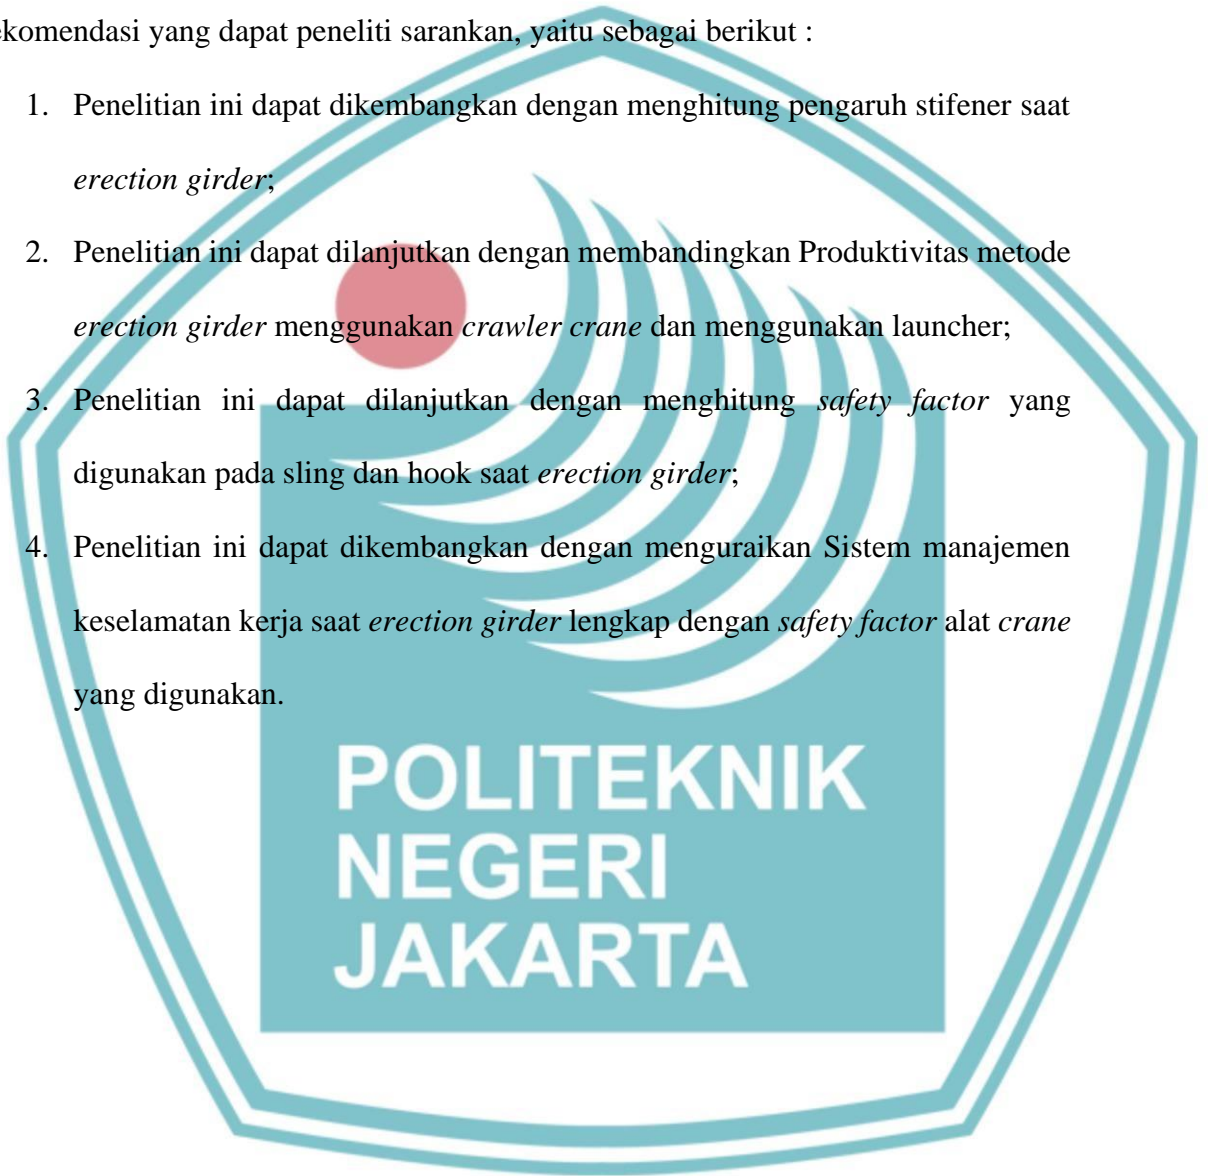 ekomendasi yang dapat peneliti sarankan, yaitu sebagai berikut :
1. Penelitian ini dapat dikembangkan dengan menghitung pengaruh stifener saat
erection girder;
2. Penelitian ini dapat dilanjutkan dengan membandingkan Produktivitas metode
erection girder menggunakan crawler crane dan menggunakan launcher;
3. Penelitian ini dapat dilanjutkan dengan menghitung safety factor yang
digunakan pada sling dan hook saat erection girder;
4. Penelitian ini dapat dikembangkan dengan menguraikan Sistem manajemen
keselamatan kerja saat erection girder lengkap dengan safety factor alat crane
yang digunakan.
POLITEKNIK
NEGERI
JAKARTA